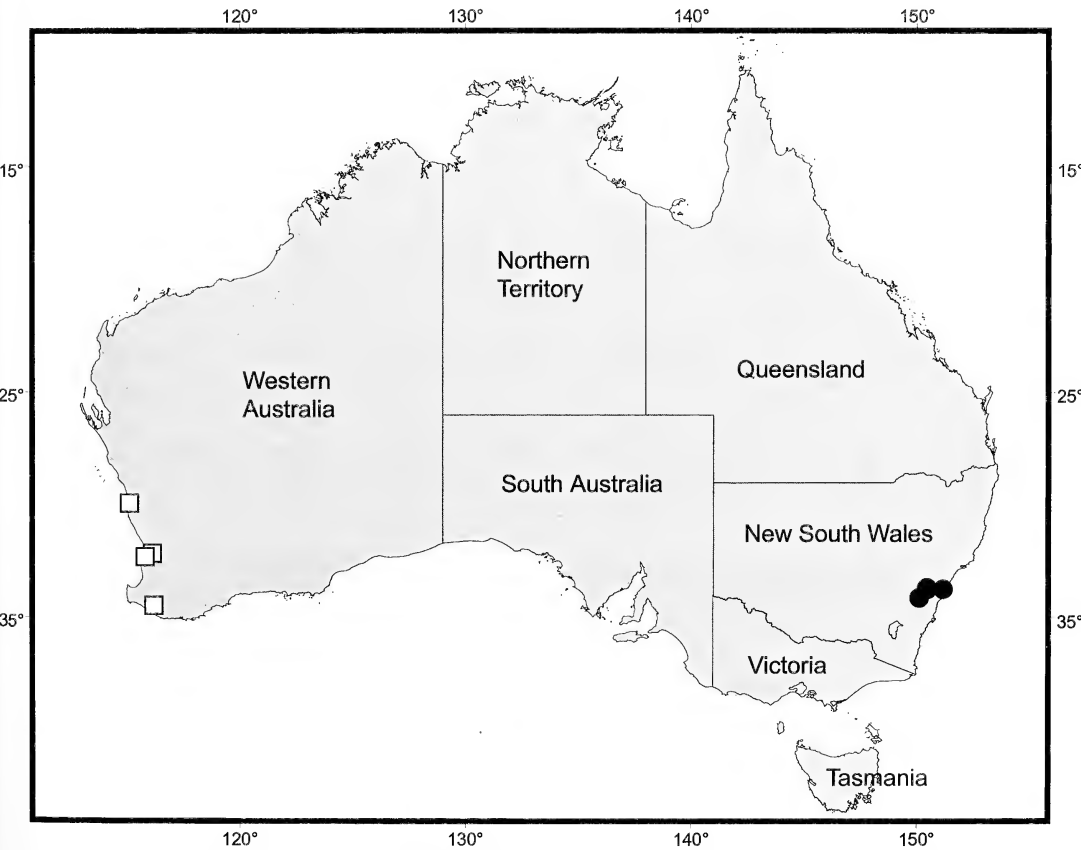 120° 130° 140° 150°
15° 15°
Northern
Territory
Queensland
25° 25°
Western
Australia
South Australia
New South Wales
35° 35°
Victoria
Tasmania
120° 130° 140° 150°